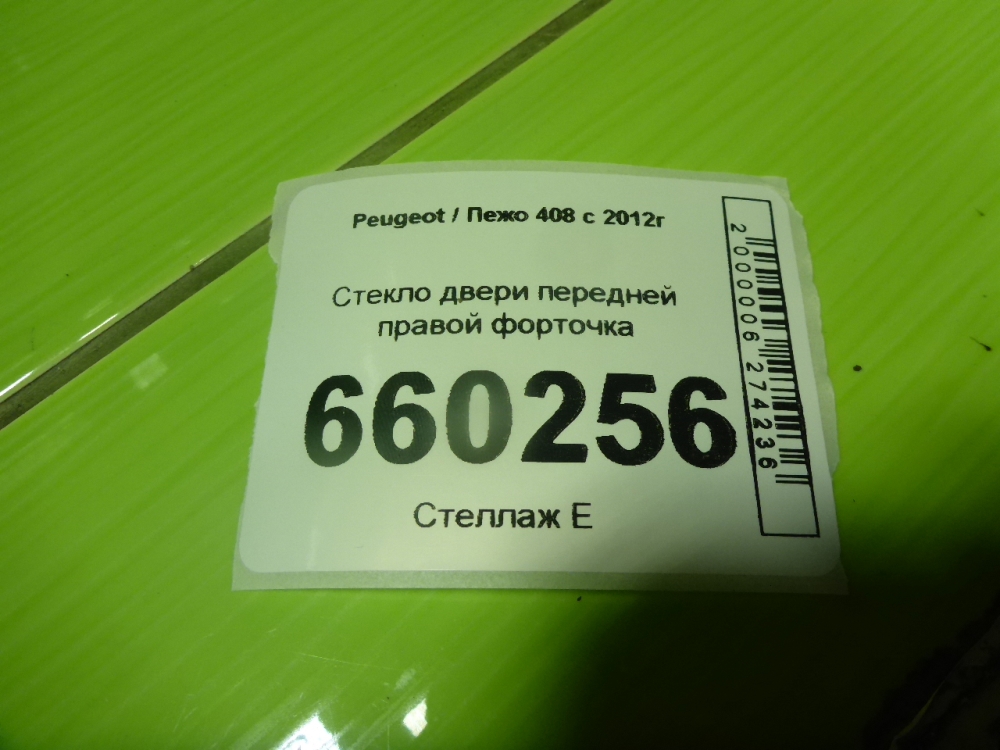 Peugeot / Пежо 408 с 2012г
Стекло двери передней
правой форточка
660256
Стеллаж Е
2 000006 274236